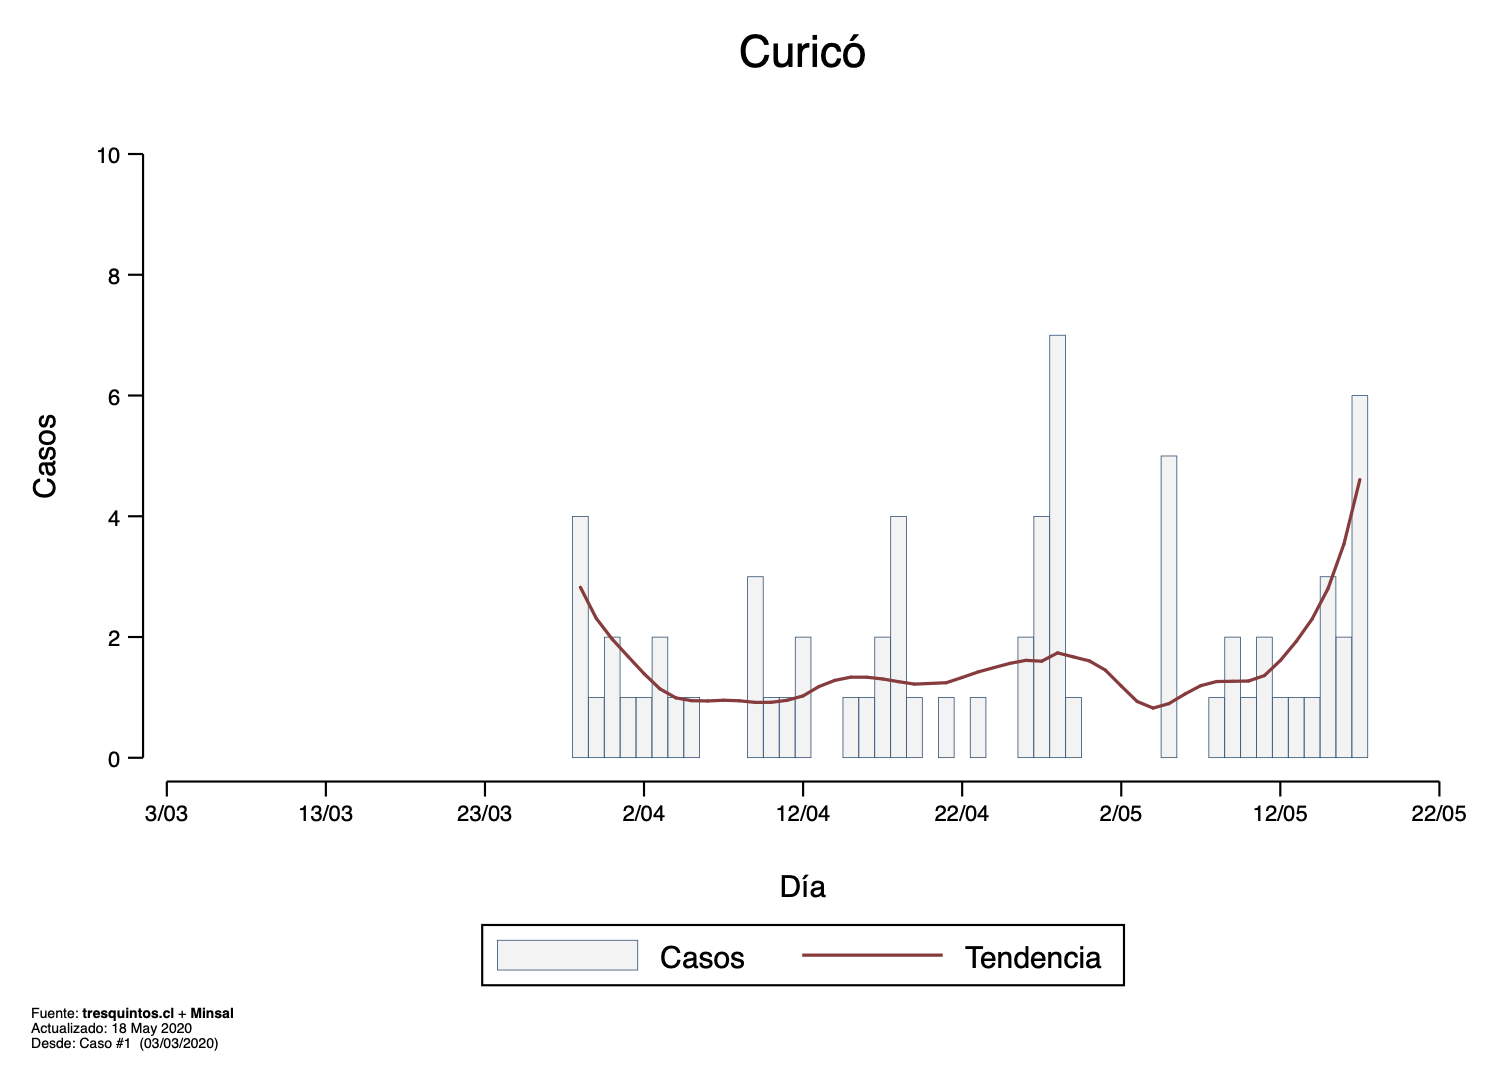 Curicó
10
8
6
4
2
0
Casos
3/03 13/03 23/03 2/04 12/04 22/04 2/05 12/05 22/05
Día
Casos Tendencia
Fuente: tresquintos.cl + Minsal
Actualizado: 18 May 2020
Desde: Caso #1 (03/03/2020)